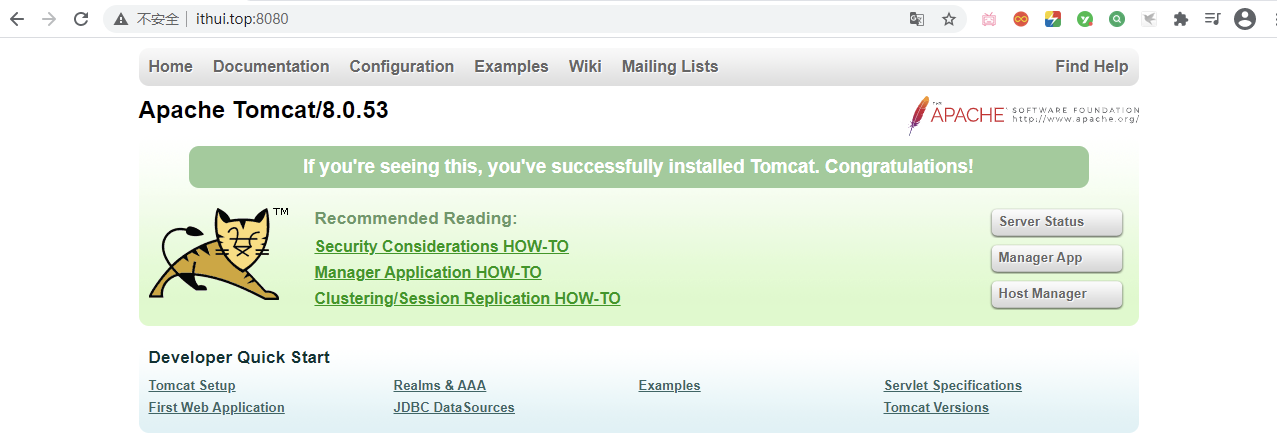 不安全 ithui.top:8080
Home Documentation Configuration Examples Wiki Mailing Lists Find Help
Apache Tomcat/8.0.53
THE
APACHE SOFTWARE FOUNDATION
http://www.apache.org/
If you're seeing this, you've successfully installed Tomcat. Congratulations!
TM
Recommended Reading:
Security Considerations HOW-TO
Manager Application HOW-TO
Clustering/Session Replication HOW-TO
Server Status
Manager App
Host Manager
Developer Quick Start
Tomcat Setup Realms & AAA Examples Servlet Specifications
First Web Application JDBC DataSources Tomcat Versions